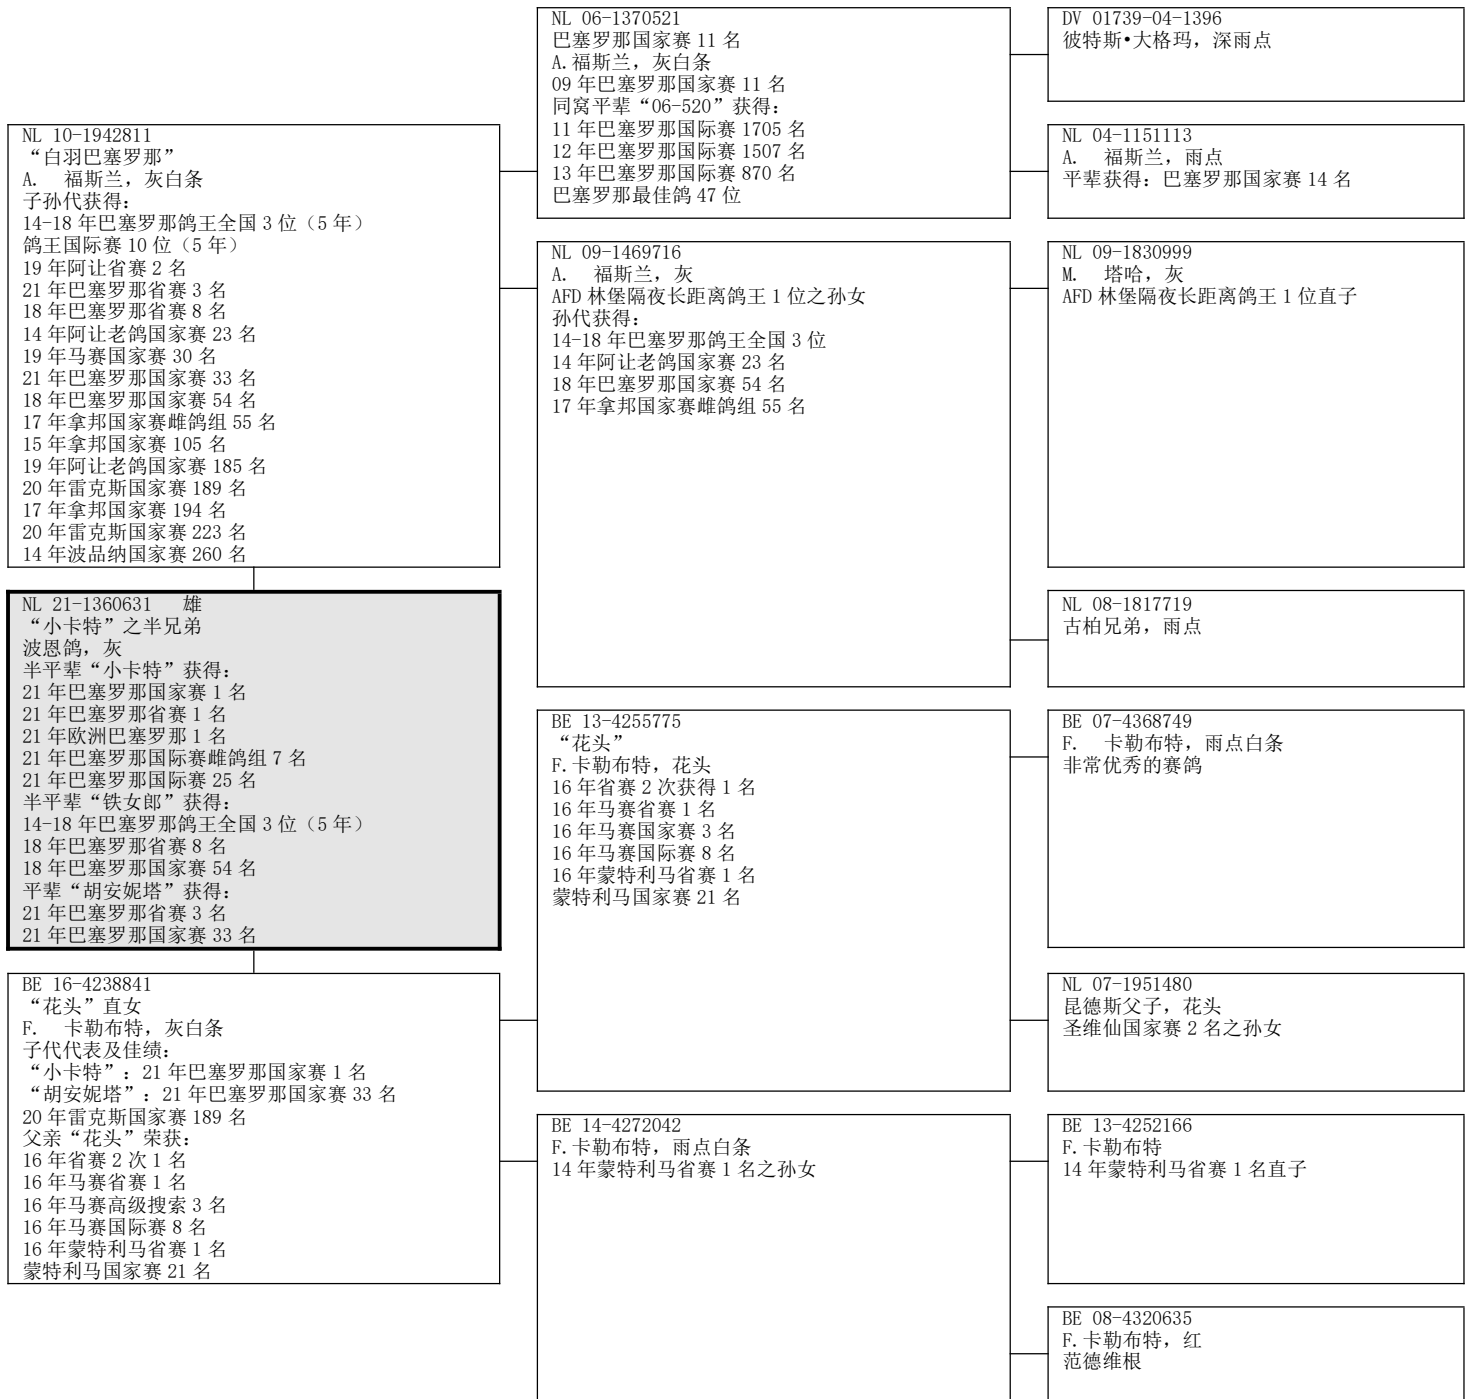 NL 10-1942811
“白羽巴塞罗那”
A. 福斯兰，灰白条
子孙代获得：
14-18 年巴塞罗那鸽王全国 3 位（5 年）
鸽王国际赛 10 位（5 年）
19 年阿让省赛 2 名
21 年巴塞罗那省赛 3 名
18 年巴塞罗那省赛 8 名
14 年阿让老鸽国家赛 23 名
19 年马赛国家赛 30 名
21 年巴塞罗那国家赛 33 名
18 年巴塞罗那国家赛 54 名
17 年拿邦国家赛雌鸽组 55 名
15 年拿邦国家赛 105 名
19 年阿让老鸽国家赛 185 名
20 年雷克斯国家赛 189 名
17 年拿邦国家赛 194 名
20 年雷克斯国家赛 223 名
14 年波品纳国家赛 260 名
NL 21-1360631 雄
“小卡特”之半兄弟
波恩鸽，灰
半平辈“小卡特”获得：
21 年巴塞罗那国家赛 1 名
21 年巴塞罗那省赛 1 名
21 年欧洲巴塞罗那 1 名
21 年巴塞罗那国际赛雌鸽组 7 名
21 年巴塞罗那国际赛 25 名
半平辈“铁女郎”获得：
14-18 年巴塞罗那鸽王全国 3 位（5 年）
18 年巴塞罗那省赛 8 名
18 年巴塞罗那国家赛 54 名
平辈“胡安妮塔”获得：
21 年巴塞罗那省赛 3 名
21 年巴塞罗那国家赛 33 名
BE 16-4238841
“花头”直女
F. 卡勒布特，灰白条
子代代表及佳绩：
“小卡特”：21 年巴塞罗那国家赛 1 名
“胡安妮塔”：21 年巴塞罗那国家赛 33 名
20 年雷克斯国家赛 189 名
父亲“花头”荣获：
16 年省赛 2 次 1 名
16 年马赛省赛 1 名
16 年马赛高级搜索 3 名
16 年马赛国际赛 8 名
16 年蒙特利马省赛 1 名
蒙特利马国家赛 21 名
NL 06-1370521
巴塞罗那国家赛 11 名
A.福斯兰，灰白条
09 年巴塞罗那国家赛 11 名
同窝平辈“06-520”获得：
11 年巴塞罗那国际赛 1705 名
12 年巴塞罗那国际赛 1507 名
13 年巴塞罗那国际赛 870 名
巴塞罗那最佳鸽 47 位
NL 09-1469716
A. 福斯兰，灰
AFD 林堡隔夜长距离鸽王 1 位之孙女
孙代获得：
14-18 年巴塞罗那鸽王全国 3 位
14 年阿让老鸽国家赛 23 名
18 年巴塞罗那国家赛 54 名
17 年拿邦国家赛雌鸽组 55 名
BE 13-4255775
“花头”
F.卡勒布特，花头
16 年省赛 2 次获得 1 名
16 年马赛省赛 1 名
16 年马赛国家赛 3 名
16 年马赛国际赛 8 名
16 年蒙特利马省赛 1 名
蒙特利马国家赛 21 名
BE 14-4272042
F.卡勒布特，雨点白条
14 年蒙特利马省赛 1 名之孙女
DV 01739-04-1396
彼特斯•大格玛，深雨点
NL 04-1151113
A. 福斯兰，雨点
平辈获得：巴塞罗那国家赛 14 名
NL 09-1830999
M. 塔哈，灰
AFD 林堡隔夜长距离鸽王 1 位直子
NL 08-1817719
古柏兄弟，雨点
BE 07-4368749
F. 卡勒布特，雨点白条
非常优秀的赛鸽
NL 07-1951480
昆德斯父子，花头
圣维仙国家赛 2 名之孙女
BE 13-4252166
F.卡勒布特
14 年蒙特利马省赛 1 名直子
BE 08-4320635
F.卡勒布特，红
范德维根